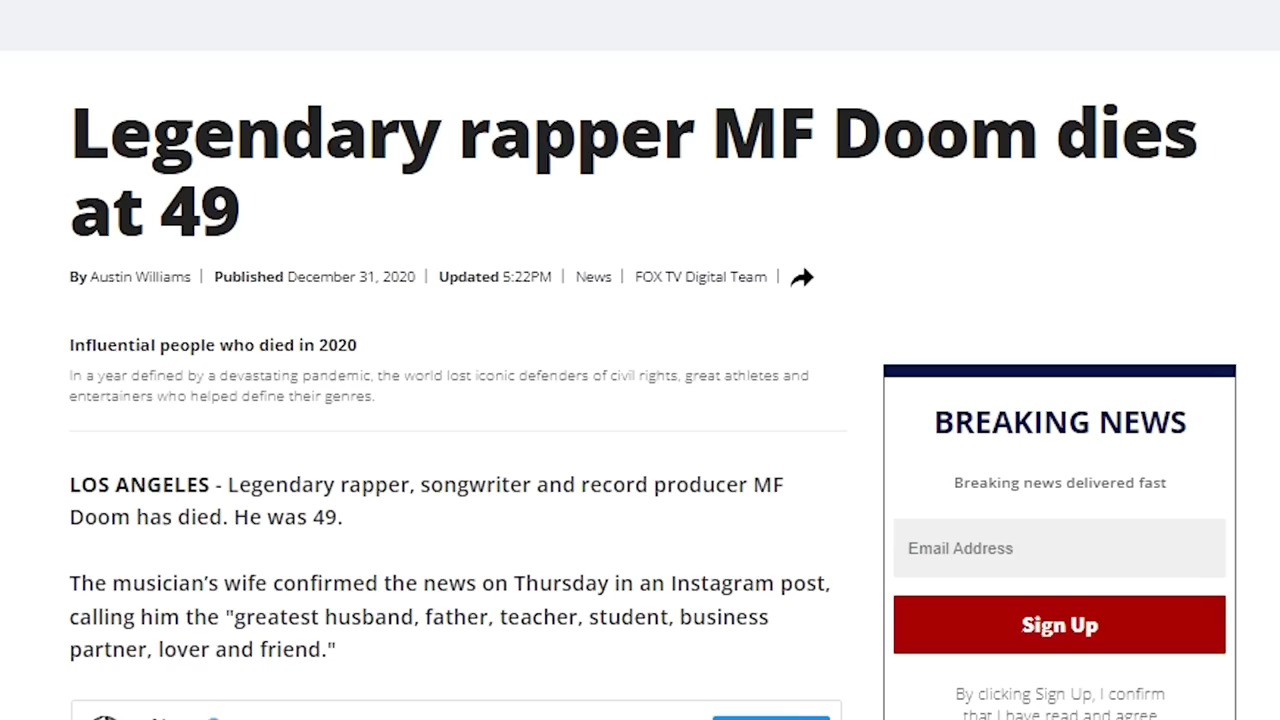 Legendary rapper MF Doom dies
at 49
By Austin Williams | Published December 31, 2020 | Updated 5:22PM | News | FOX TV Digital Team |
Influential people who died in 2020
In a year defined by a devastating pandemic, the world lost iconic defenders of civil rights, great athletes and
entertainers who helped define their genres.
LOS ANGELES - Legendary rapper, songwriter and record producer MF
Doom has died. He was 49.
The musician’s wife confirmed the news on Thursday in an Instagram post,
calling him the "greatest husband, father, teacher, student, business
partner, lover and friend."
BREAKING NEWS
Breaking news delivered fast
Email Address
Sign Up
By clicking Sign Up, I confirm
that I have read and agree